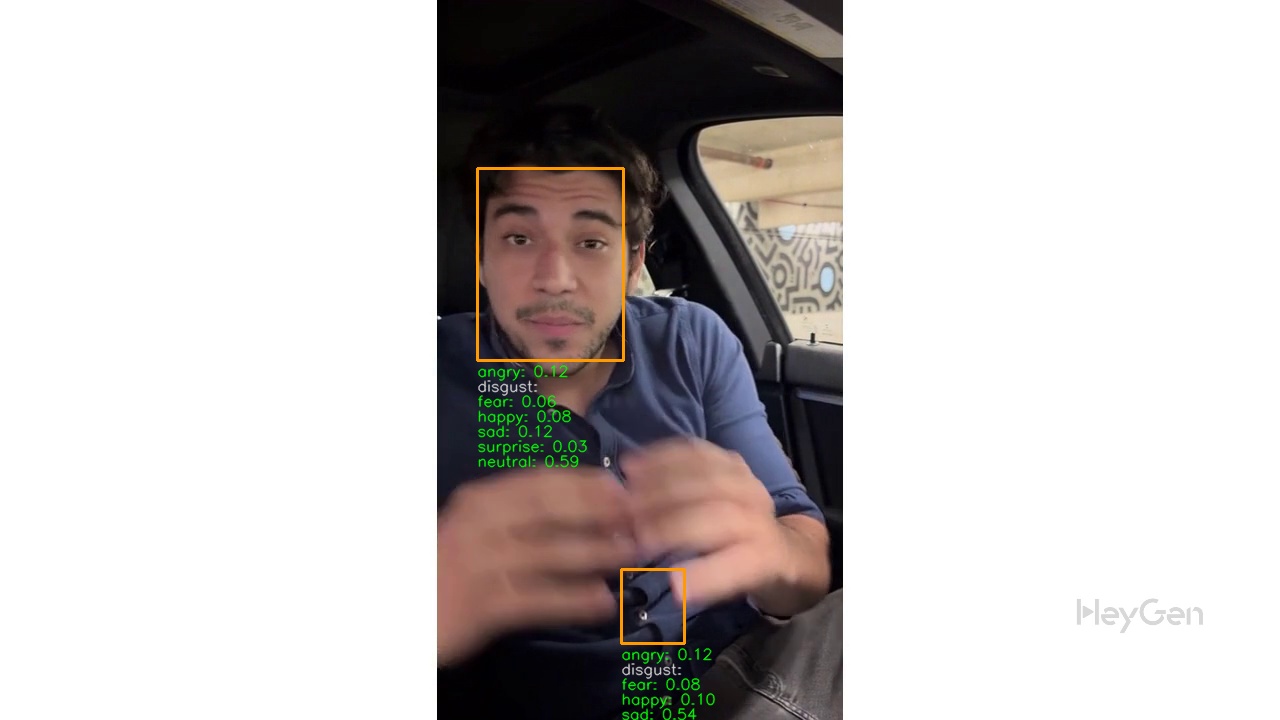 angry: 0.12
disgust:
fear: 0.06
happy: 0.08
sad: 0.12
surprise: 0.03
neutral: 0.59
HeyGen
angry: 0.12
disgust:
fear: 0.08
happy: 0.10
sad: 0.54